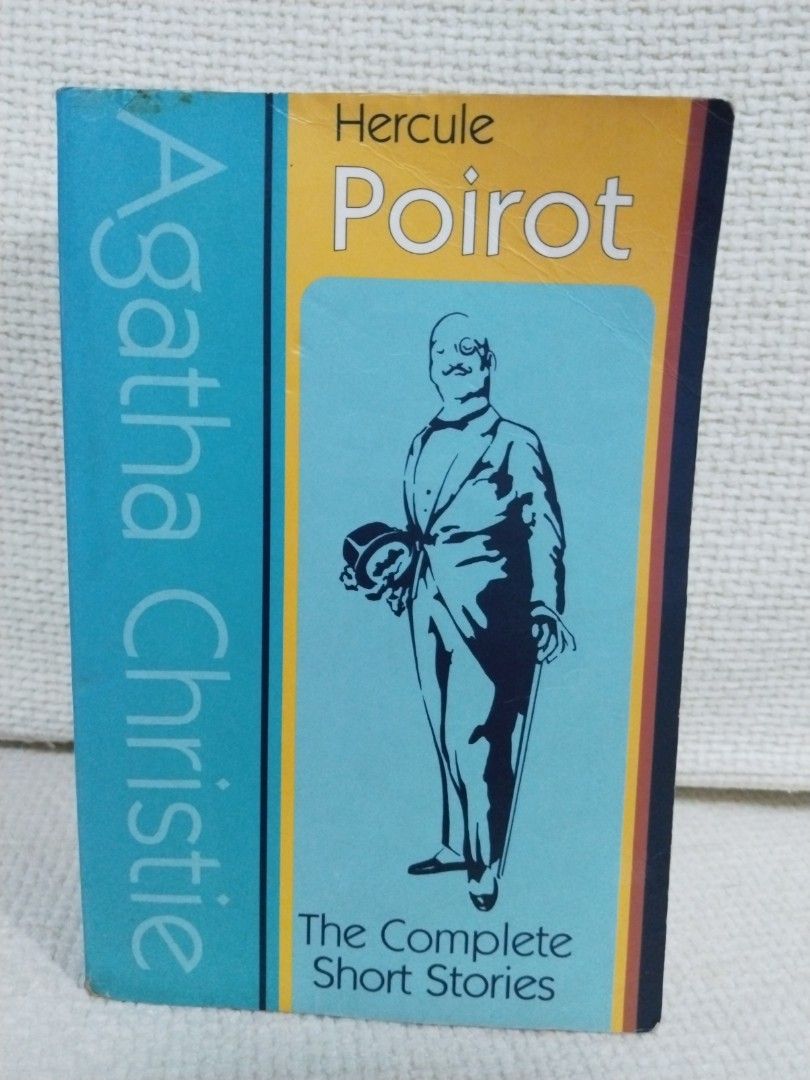 Agatha Christie
Hercule
Poirot
The Complete
Short Stories